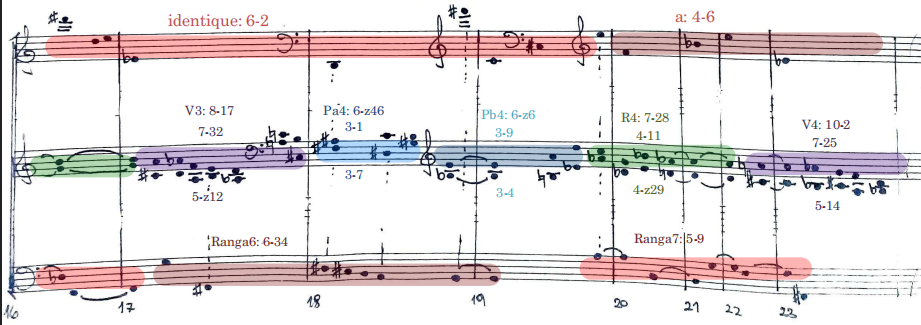 identique: 6-2
a: 4-6
V3: 8-17
7-32
5-z12
Pa4: 6-z46
3-1
3-7
Pb4: 6-z6
3-9
3-4
R4: 7-28
4-11
4-z29
V4: 10-2
7-25
5-14
Ranga6: 6-34
Ranga7: 5-9
16 17 18 19 20 21 22 23